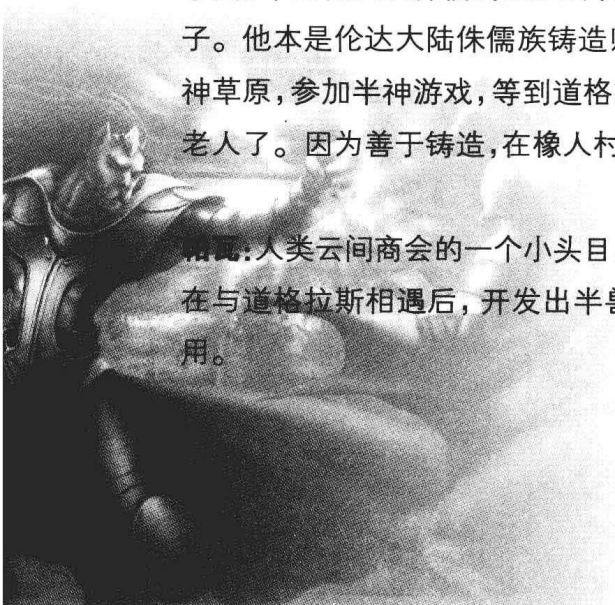 子。他本是伦达大陆侏儒族铸造
神草原，参加半神游戏，等到道格
老人了。因为善于铸造，在橡人村
瓦:人类云间商会的一个小头目
在与道格拉斯相遇后，开发出半兽
用。